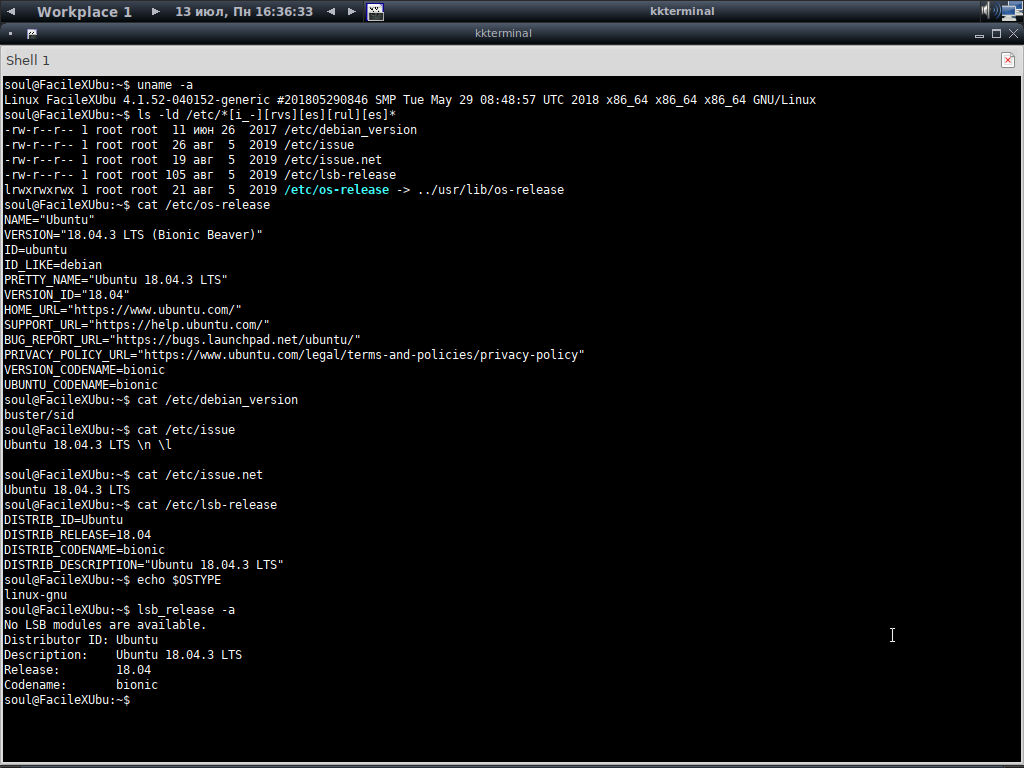 Workplace 1 13 июл, Пн 16:36:33 kkterminal
kkterminal
Shell 1
soul@FacileXUbu:~$ uname -a
Linux FacileXUbu 4.1.52-040152-generic #201805290846 SMP Tue May 29 08:48:57 UTC 2018 x86_64 x86_64 x86_64 GNU/Linux
soul@FacileXUbu:~$ ls -ld /etc/*[i_-][rvs][es][rul][es]*
-rw-r--r-- 1 root root  11 июн 26  2017 /etc/debian_version
-rw-r--r-- 1 root root  26 авг  5  2019 /etc/issue
-rw-r--r-- 1 root root  19 авг  5  2019 /etc/issue.net
-rw-r--r-- 1 root root 105 авг  5  2019 /etc/lsb-release
lrwxrwxrwx 1 root root  21 авг  5  2019 /etc/os-release -> ../usr/lib/os-release
soul@FacileXUbu:~$ cat /etc/os-release
NAME="Ubuntu"
VERSION="18.04.3 LTS (Bionic Beaver)"
ID=ubuntu
ID_LIKE=debian
PRETTY_NAME="Ubuntu 18.04.3 LTS"
VERSION_ID="18.04"
HOME_URL="https://www.ubuntu.com/"
SUPPORT_URL="https://help.ubuntu.com/"
BUG_REPORT_URL="https://bugs.launchpad.net/ubuntu/"
PRIVACY_POLICY_URL="https://www.ubuntu.com/legal/terms-and-policies/privacy-policy"
VERSION_CODENAME=bionic
UBUNTU_CODENAME=bionic
soul@FacileXUbu:~$ cat /etc/debian_version
buster/sid
soul@FacileXUbu:~$ cat /etc/issue
Ubuntu 18.04.3 LTS \n \l

soul@FacileXUbu:~$ cat /etc/issue.net
Ubuntu 18.04.3 LTS
soul@FacileXUbu:~$ cat /etc/lsb-release
DISTRIB_ID=Ubuntu
DISTRIB_RELEASE=18.04
DISTRIB_CODENAME=bionic
DISTRIB_DESCRIPTION="Ubuntu 18.04.3 LTS"
soul@FacileXUbu:~$ echo $OSTYPE
linux-gnu
soul@FacileXUbu:~$ lsb_release -a
No LSB modules are available.
Distributor ID: Ubuntu
Description:    Ubuntu 18.04.3 LTS
Release:        18.04
Codename:       bionic
soul@FacileXUbu:~$